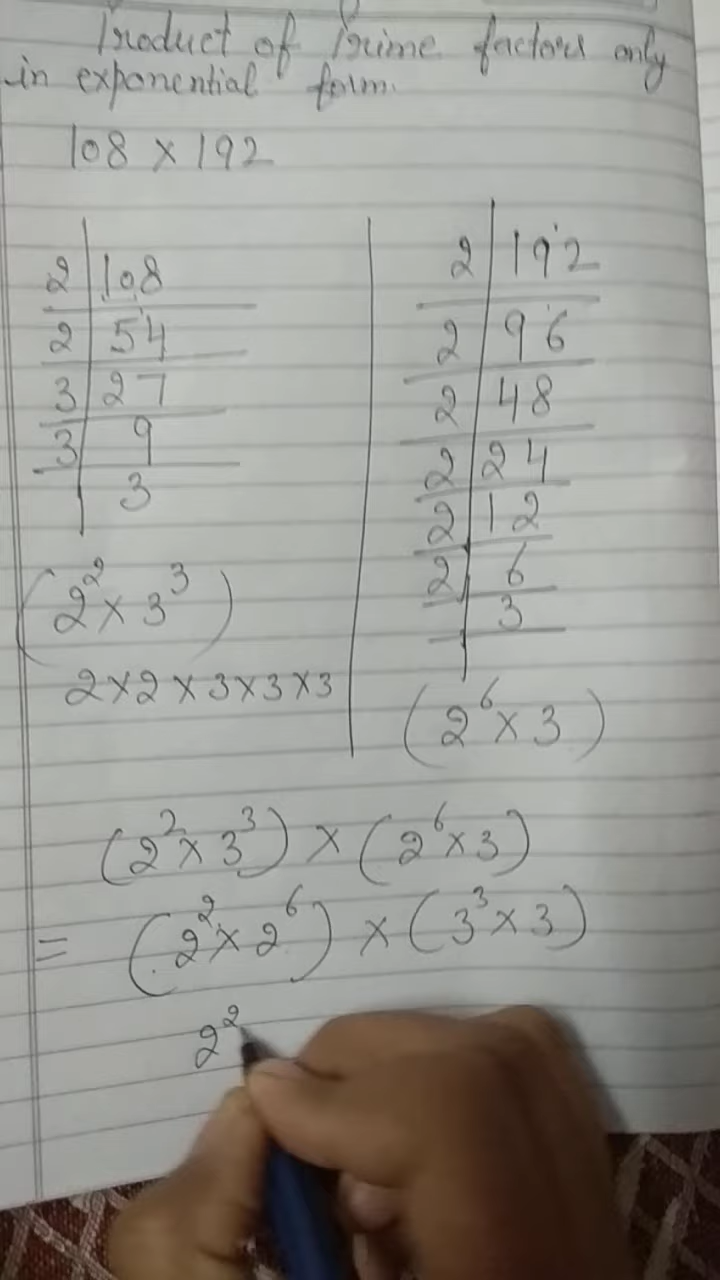 Product of Prime factors only
in exponential form.
108 × 192
2 | 108
2 | 54
3 | 27
3 | 9
3
(2² × 3³)
2×2×3×3×3
2 | 192
2 | 96
2 | 48
2 | 24
2 | 12
2 | 6
3
(2⁶ × 3)
(2² × 3³) × (2⁶ × 3)
= (2² × 2⁶) × (3³ × 3)
2²